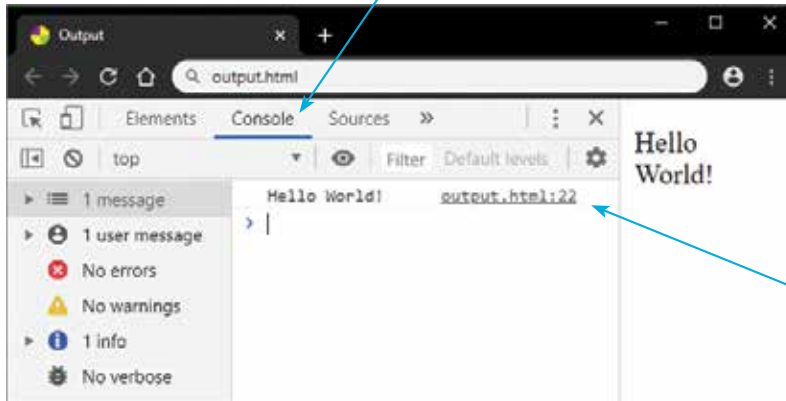 Output
output.html
Elements Console Sources »
top Filter Default levels
1 message
1 user message
No errors
No warnings
1 info
No verbose
Hello World! output.html:22
Hello
World!